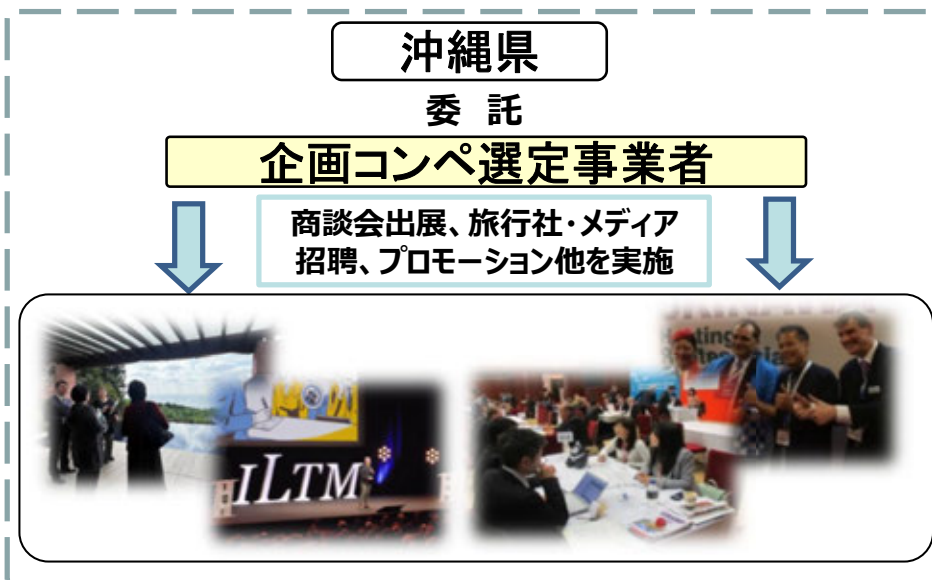 沖縄県
委 託
企画コンペ選定事業者
商談会出展、旅行社・メディア
招聘、プロモーション他を実施
ILTM